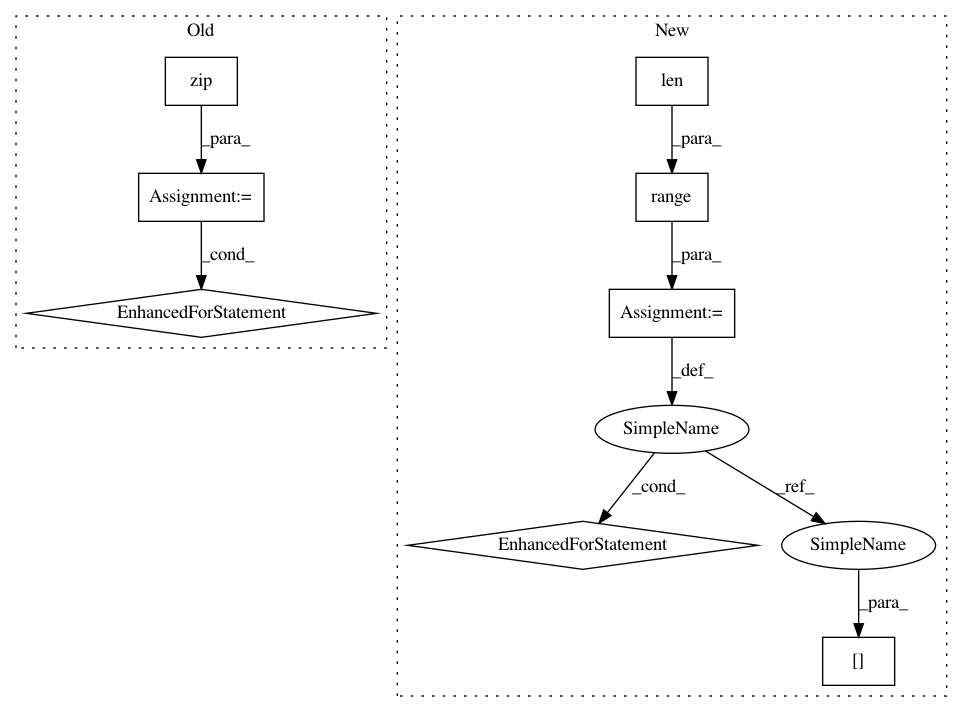 Old
New
zip
len
_para_
_para_
Assignment:=
range
_cond_
_para_
EnhancedForStatement
Assignment:=
_def_
SimpleName
_cond_
_ref_
EnhancedForStatement
SimpleName
_para_
[]